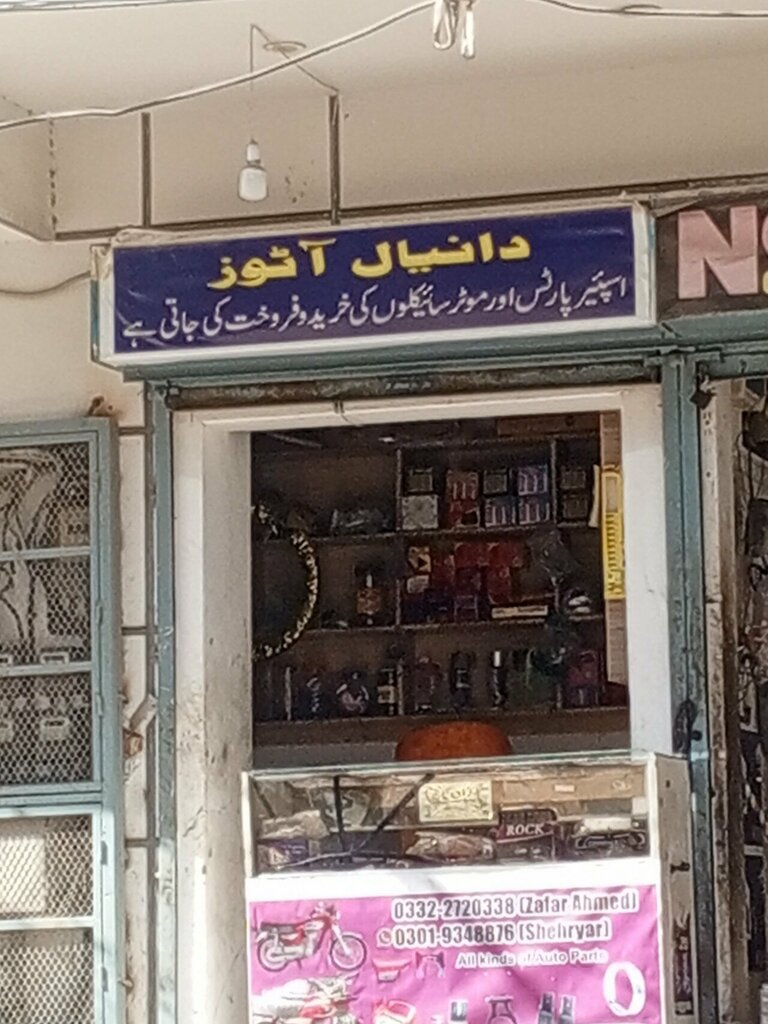 دانیال آٹوز
اسپئیر پارٹس اور موٹر سائیکلوں کی خرید و فروخت کی جاتی ہے
N
ROCK
0332-2720338 (Zafar Ahmed)
0301-9348876 (Shehryar)
All kinds of Auto Parts